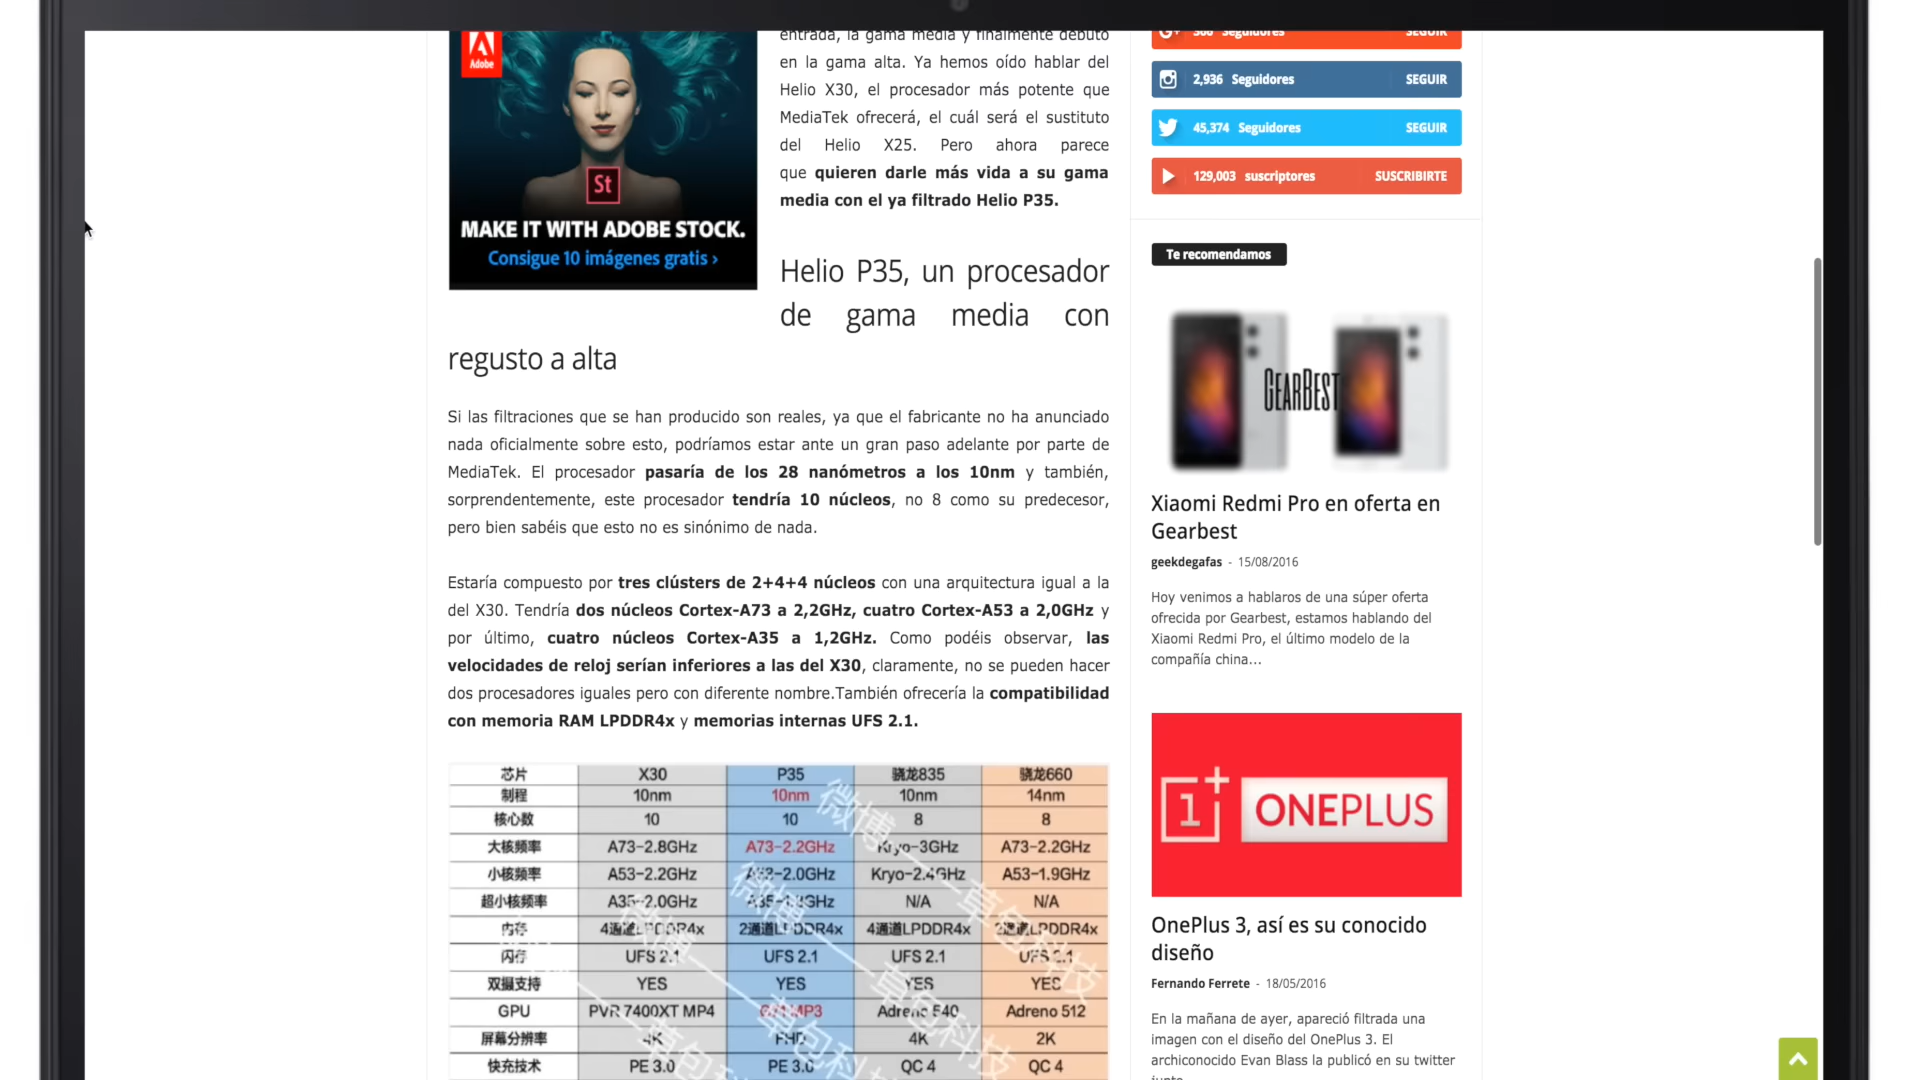 Adobe
St
MAKE IT WITH ADOBE STOCK.
Consigue 10 imágenes gratis ›
entrada, la gama media y finalmente debutó
en la gama alta. Ya hemos oído hablar del
Helio X30, el procesador más potente que
MediaTek ofrecerá, el cuál será el sustituto
del Helio X25. Pero ahora parece
que quieren darle más vida a su gama
media con el ya filtrado Helio P35.
Helio P35, un procesador
de gama media con
regusto a alta
Si las filtraciones que se han producido son reales, ya que el fabricante no ha anunciado
nada oficialmente sobre esto, podríamos estar ante un gran paso adelante por parte de
MediaTek. El procesador pasaría de los 28 nanómetros a los 10nm y también,
sorprendentemente, este procesador tendría 10 núcleos, no 8 como su predecesor,
pero bien sabéis que esto no es sinónimo de nada.
Estaría compuesto por tres clústers de 2+4+4 núcleos con una arquitectura igual a la
del X30. Tendría dos núcleos Cortex-A73 a 2,2GHz, cuatro Cortex-A53 a 2,0GHz y
por último, cuatro núcleos Cortex-A35 a 1,2GHz. Como podéis observar, las
velocidades de reloj serían inferiores a las del X30, claramente, no se pueden hacer
dos procesadores iguales pero con diferente nombre.También ofrecería la compatibilidad
con memoria RAM LPDDR4x y memorias internas UFS 2.1.
芯片 X30 P35 骁龙835 骁龙660
制程 10nm 10nm 10nm 14nm
核心数 10 10 8 8
大核频率 A73-2.8GHz A73-2.2GHz Kryo-3GHz A73-2.2GHz
小核频率 A53-2.2GHz A53-2.0GHz Kryo-2.4GHz A53-1.9GHz
超小核频率 A35-2.0GHz N/A N/A
内存 4通道LPDDR4x 2通道LPDDR4x 4通道LPDDR4x 2通道LPDDR4x
闪存 UFS 2.1 UFS 2.1 UFS 2.1 UFS 2.1
双摄支持 YES YES YES YES
GPU PVR 7400XT MP4 Adreno 540 Adreno 512
屏幕分辨率 4K FHD 4K 2K
快充技术 PE 3.0 PE 3.0 QC 4 QC 4
微博——草包科技
G+ 300 Seguidores SEGUIR
2,936 Seguidores SEGUIR
45,374 Seguidores SEGUIR
129,003 suscriptores SUSCRIBIRTE
Te recomendamos
GEARBEST
Xiaomi Redmi Pro en oferta en
Gearbest
geekdegafas - 15/08/2016
Hoy venimos a hablaros de una súper oferta
ofrecida por Gearbest, estamos hablando del
Xiaomi Redmi Pro, el último modelo de la
compañía china...
1+ ONEPLUS
OnePlus 3, así es su conocido
diseño
Fernando Ferrete - 18/05/2016
En la mañana de ayer, apareció filtrada una
imagen con el diseño del OnePlus 3. El
archiconocido Evan Blass la publicó en su twitter